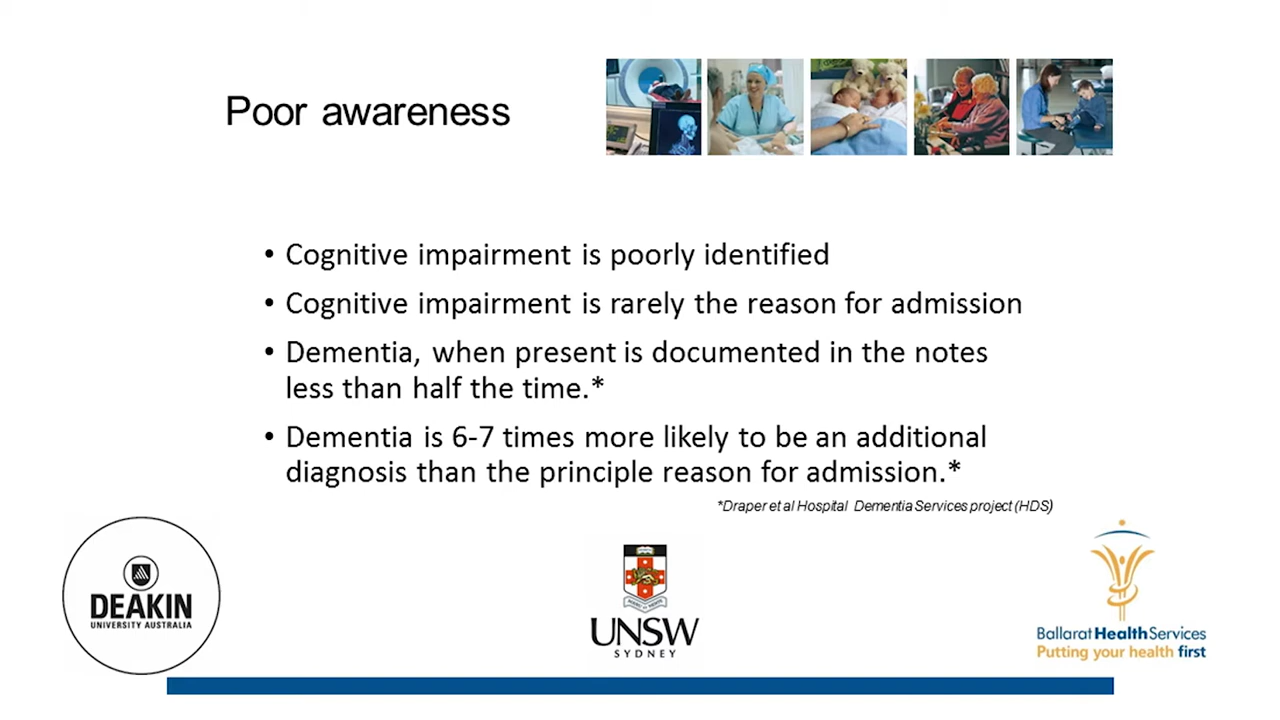 Poor awareness
• Cognitive impairment is poorly identified
• Cognitive impairment is rarely the reason for admission
• Dementia, when present is documented in the notes
less than half the time.*
• Dementia is 6-7 times more likely to be an additional
diagnosis than the principle reason for admission.*
*Draper et al Hospital Dementia Services project (HDS)
DEAKIN
UNIVERSITY AUSTRALIA
UNSW
SYDNEY
Ballarat Health Services
Putting your health first